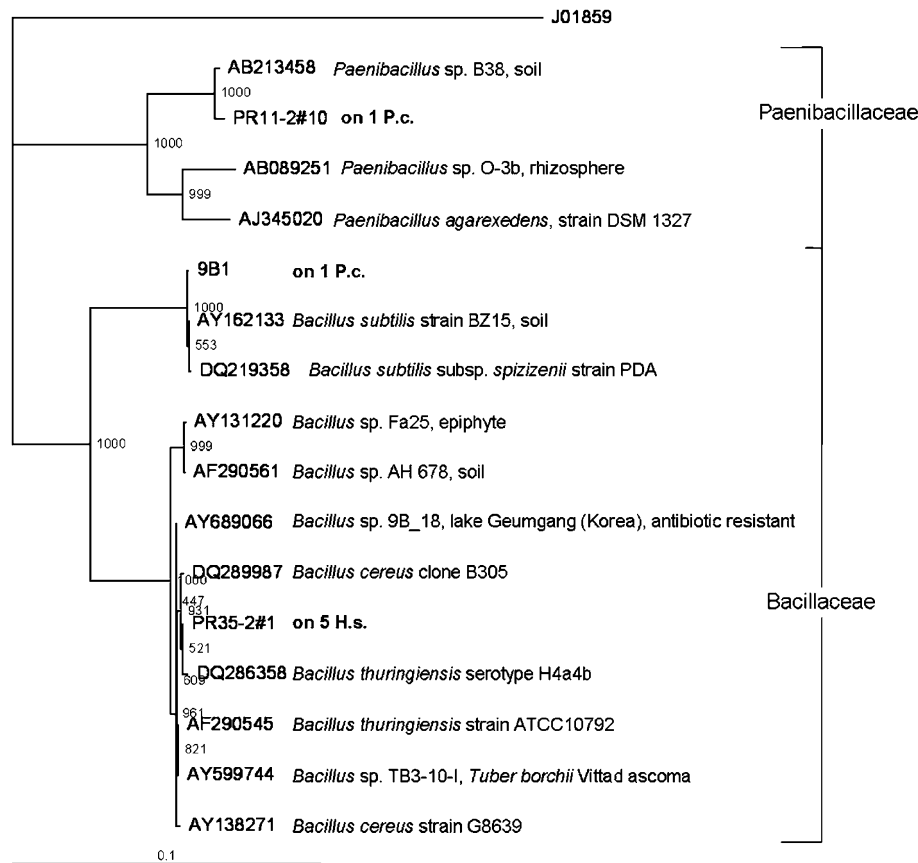 J01859
AB213458 Paenibacillus sp. B38, soil
1000
PR11-2#10 on 1 P.c.
Paenibacillaceae
1000
AB089251 Paenibacillus sp. O-3b, rhizosphere
999
AJ345020 Paenibacillus agarexedens, strain DSM 1327
9B1 on 1 P.c.
1000
AY162133 Bacillus subtilis strain BZ15, soil
553
DQ219358 Bacillus subtilis subsp. spizizenii strain PDA
AY131220 Bacillus sp. Fa25, epiphyte
1000
999
AF290561 Bacillus sp. AH 678, soil
AY689066 Bacillus sp. 9B_18, lake Geumgang (Korea), antibiotic resistant
DQ289987 Bacillus cereus clone B305
1000
447
Bacillaceae
931
PR35-2#1 on 5 H.s.
521
DQ286358 Bacillus thuringiensis serotype H4a4b
609
961
AF290545 Bacillus thuringiensis strain ATCC10792
821
AY599744 Bacillus sp. TB3-10-I, Tuber borchii Vittad ascoma
AY138271 Bacillus cereus strain G8639
0.1